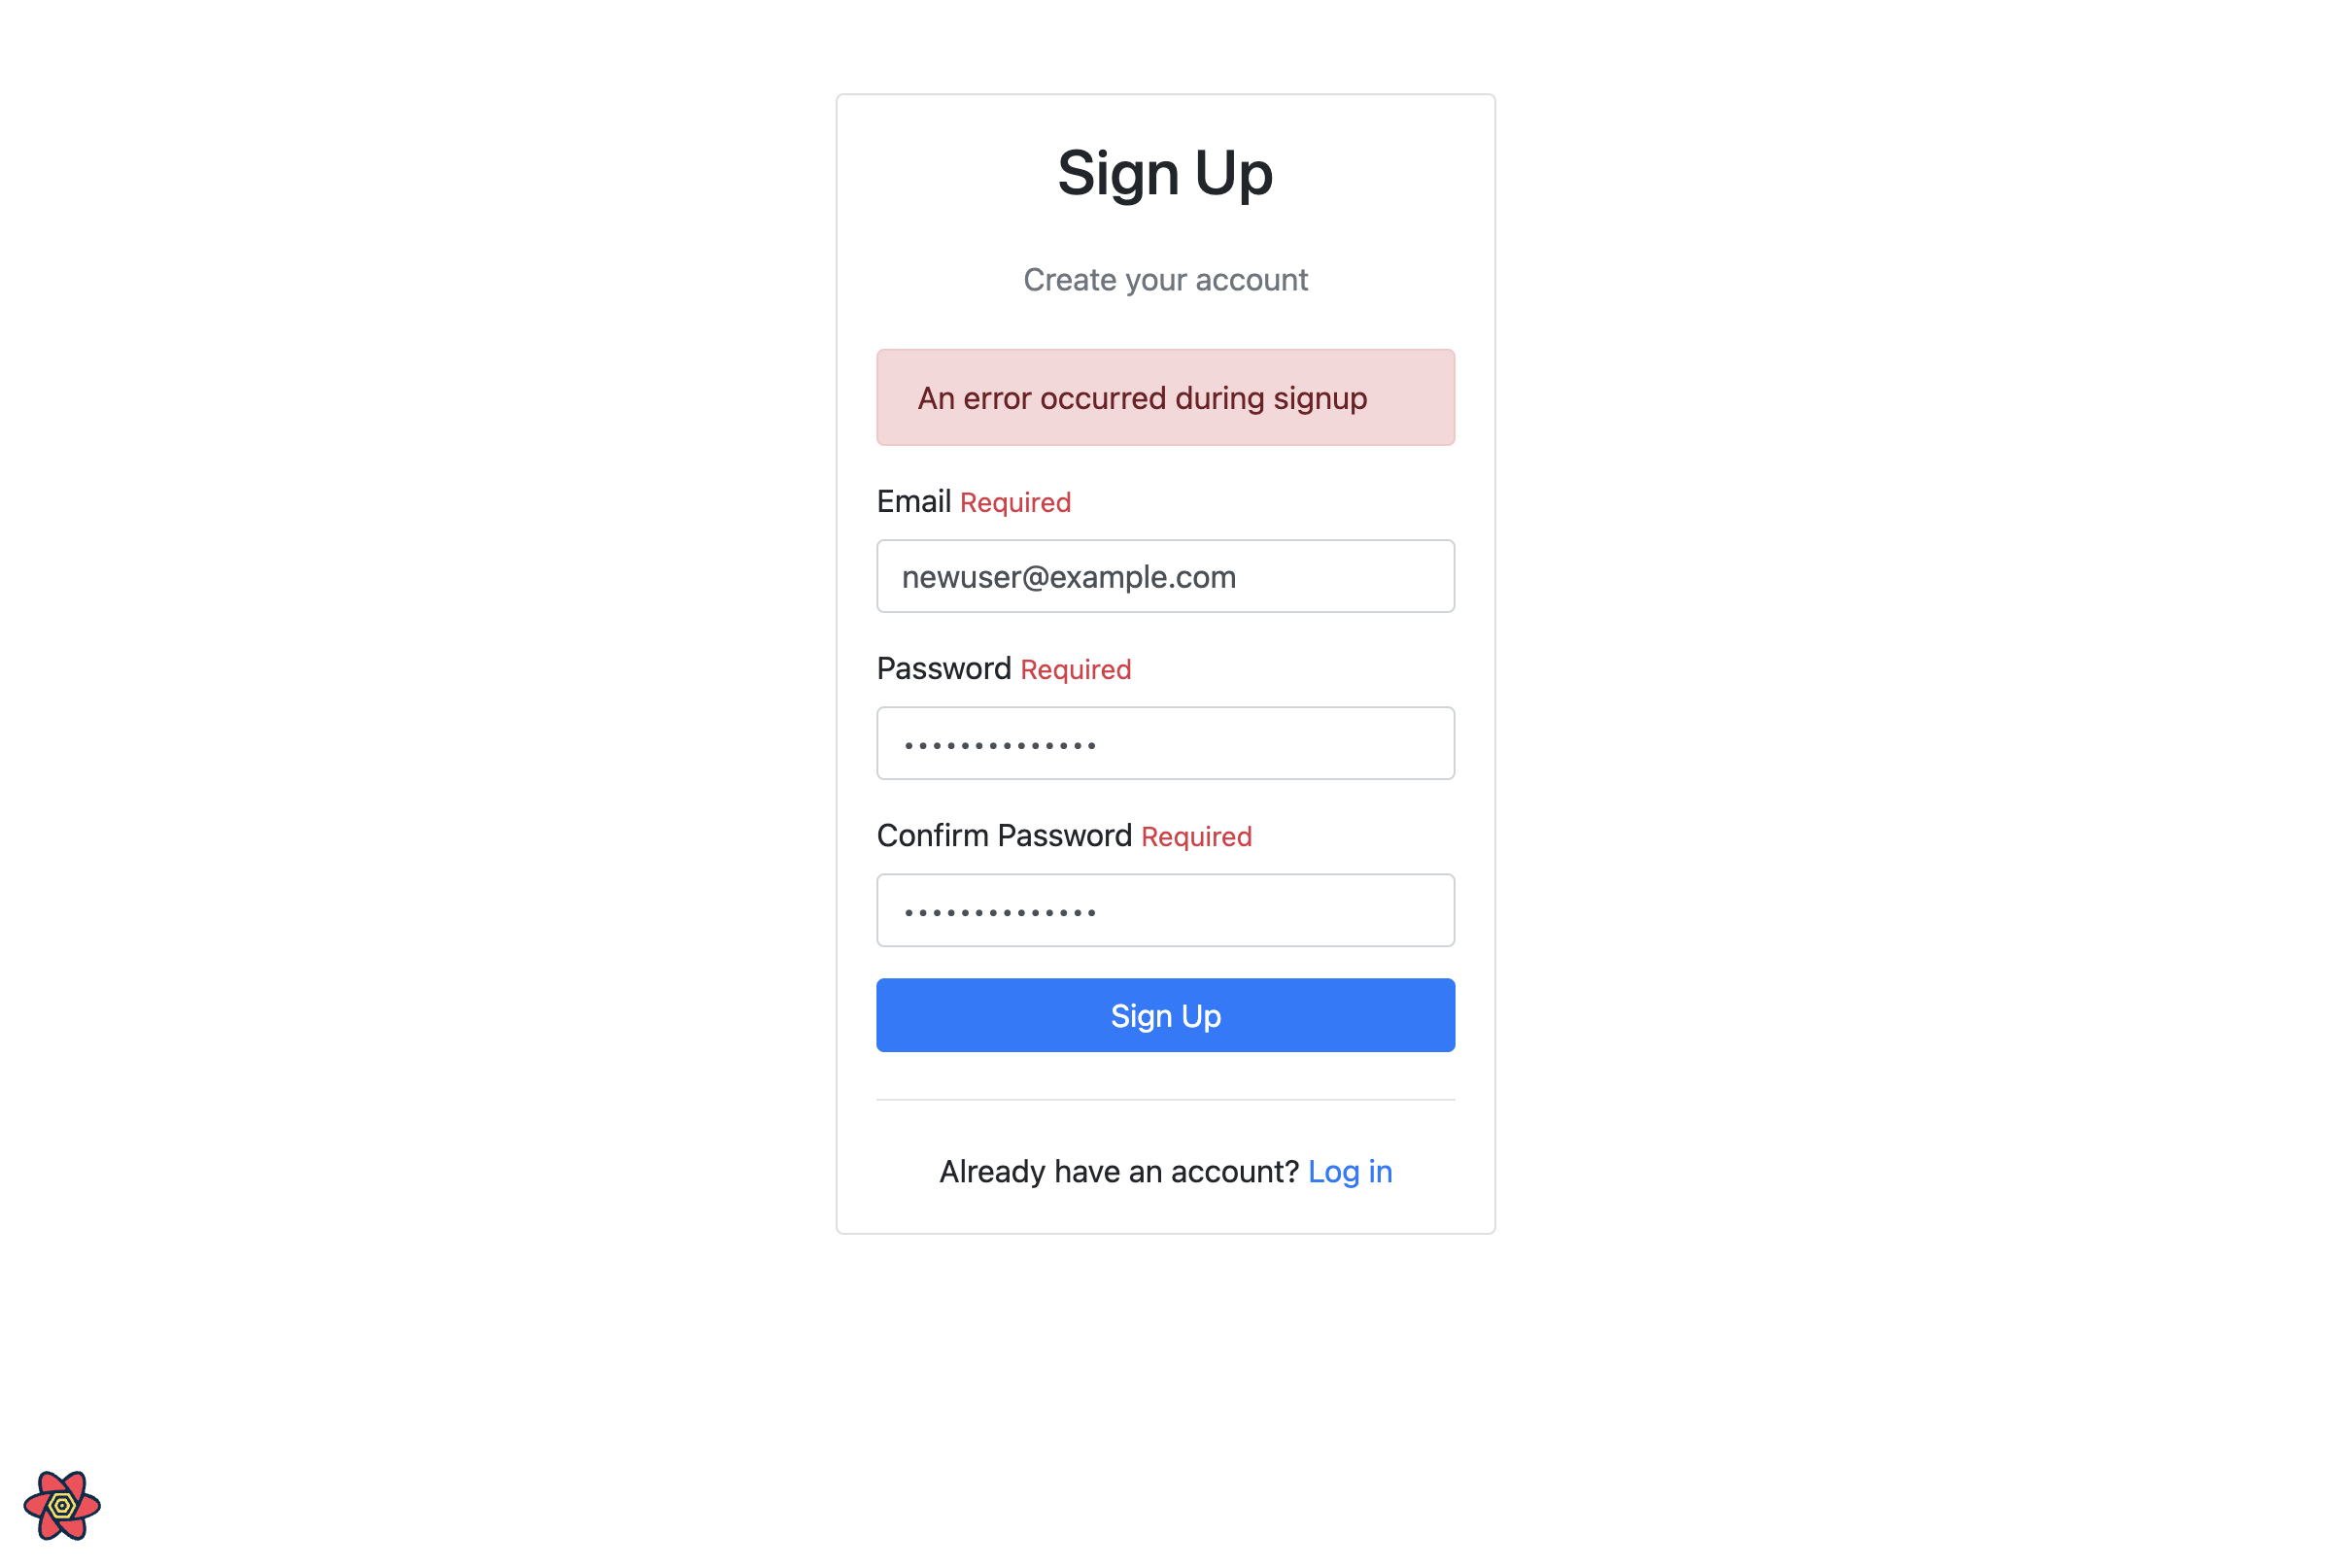 Sign Up
Create your account
An error occurred during signup
Email Required
newuser@example.com
Password Required
••••••••••••••
Confirm Password Required
••••••••••••••
Sign Up
Already have an account? Log in